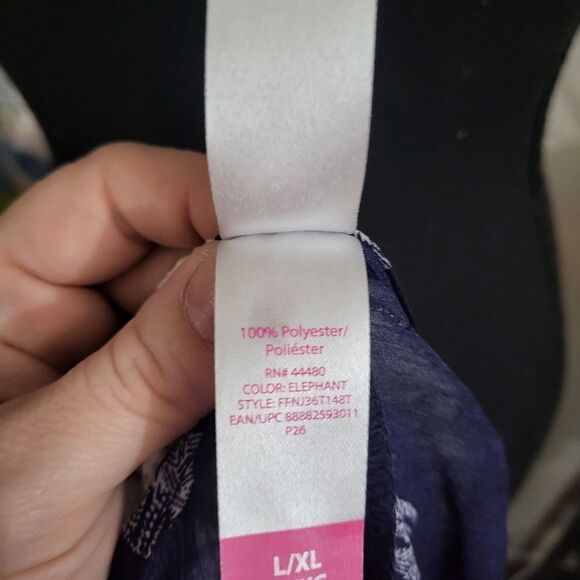 100% Polyester/
Poliéster
RN# 44480
COLOR: ELEPHANT
STYLE: FFNJ36T148T
EAN/UPC 88882593011
P26
L/XL